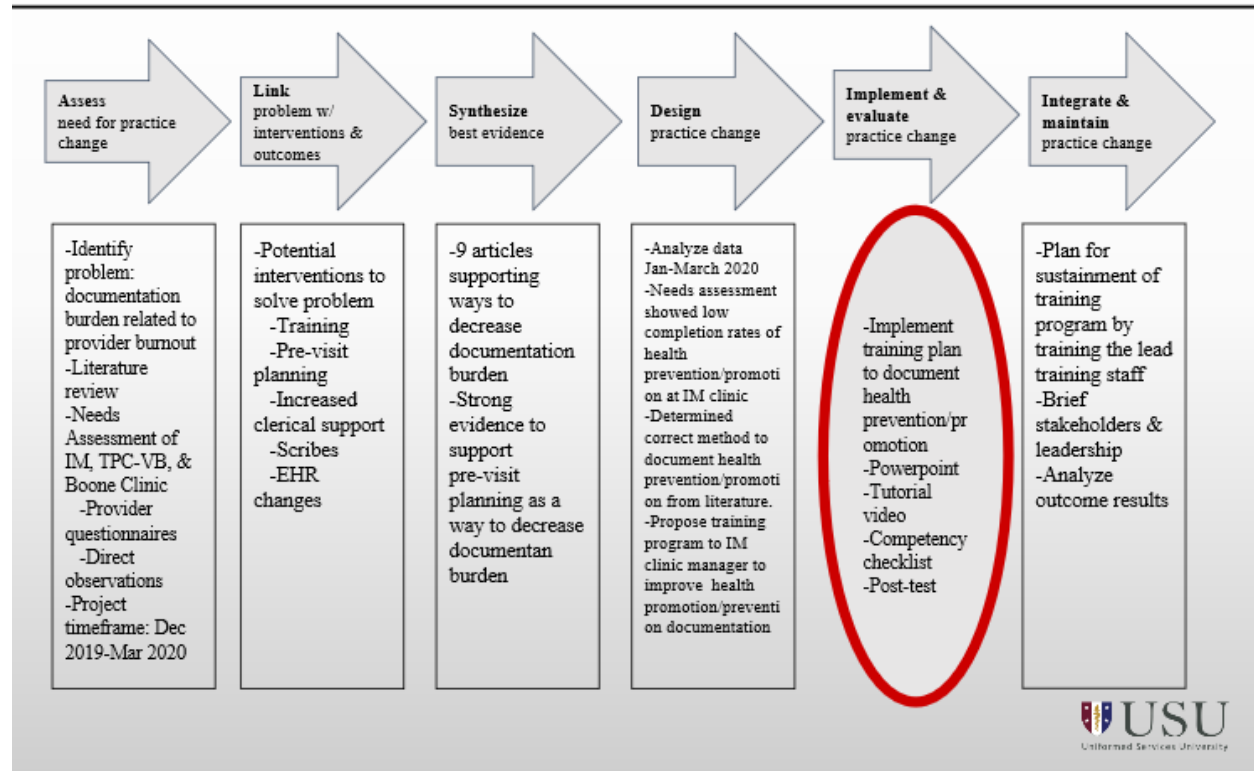 Assess
need for practice
change
Link
problem w/
interventions &
outcomes
Synthesize
best evidence
Design
practice change
Implement &
evaluate
practice change
Integrate &
maintain
practice change
-Identify
problem:
documentation
burden related to
provider burnout
-Literature
review
-Needs
Assessment of
IM, TPC-VB, &
Boone Clinic
-Provider
questionnaires
-Direct
observations
-Project
timeframe: Dec
2019-Mar 2020
-Potential
interventions to
solve problem
-Training
-Pre-visit
planning
-Increased
clerical support
-Scribes
-EHR
changes
-9 articles
supporting
ways to
decrease
documentation
burden
-Strong
evidence to
support
pre-visit
planning as a
way to decrease
documentan
burden
-Analyze data
Jan-March 2020
-Needs assessment
showed low
completion rates of
health
prevention/promoti
on at IM clinic
-Determined
correct method to
document health
prevention/promoti
on from literature.
-Propose training
program to IM
clinic manager to
improve health
promotion/preventi
on documentation
-Implement
training plan
to document
health
prevention/pr
omotion
-Powerpoint
-Tutorial
video
-Competency
checklist
-Post-test
-Plan for
sustainment of
training
program by
training the lead
training staff
-Brief
stakeholders &
leadership
-Analyze
outcome results
USU
Uniformed Services University